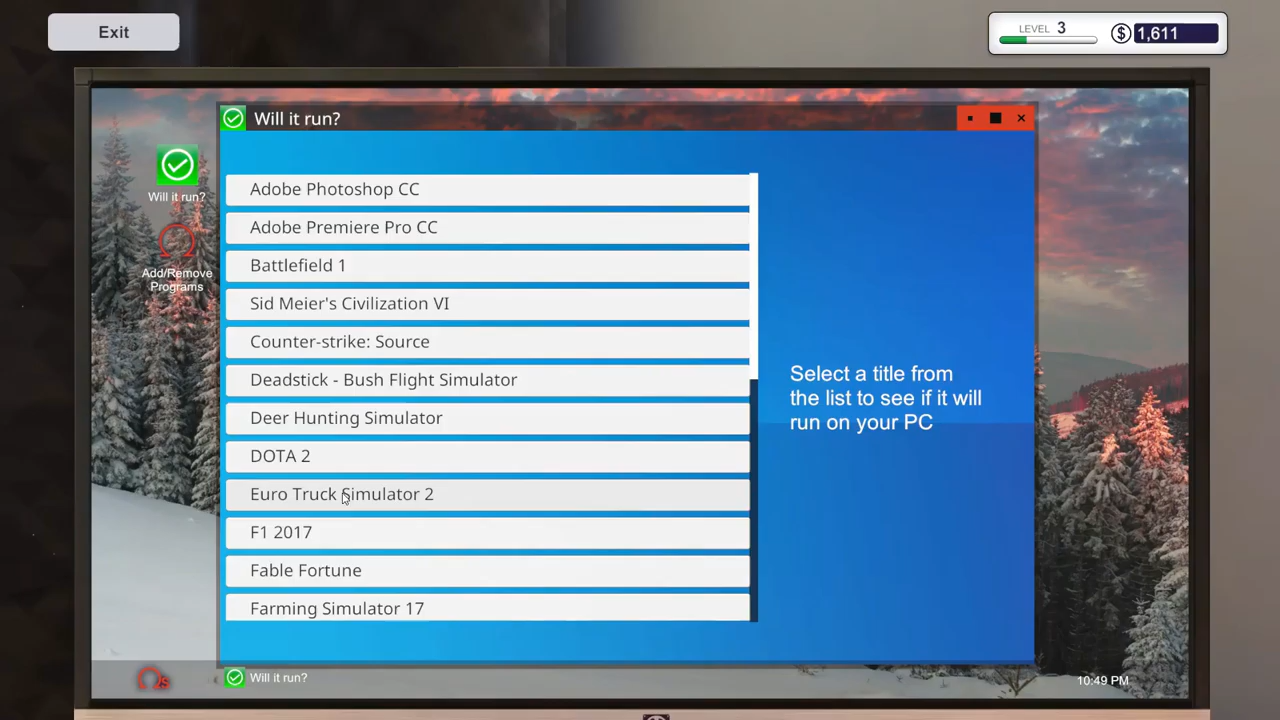 Exit
LEVEL 3
$ 1,611
Will it run?
Will it run?
Add/Remove
Programs
Adobe Photoshop CC
Adobe Premiere Pro CC
Battlefield 1
Sid Meier's Civilization VI
Counter-strike: Source
Deadstick - Bush Flight Simulator
Deer Hunting Simulator
DOTA 2
Euro Truck Simulator 2
F1 2017
Fable Fortune
Farming Simulator 17
Select a title from
the list to see if it will
run on your PC
Will it run?
10:49 PM